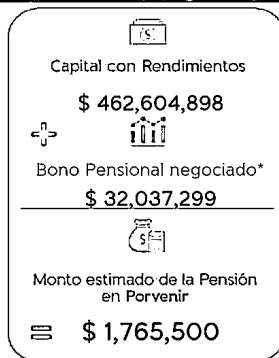 Capital con Rendimientos
$ 462,604,898
Bono Pensional negociado*
$ 32,037,299
Monto estimado de la Pensión
en Porvenir
= $ 1,765,500